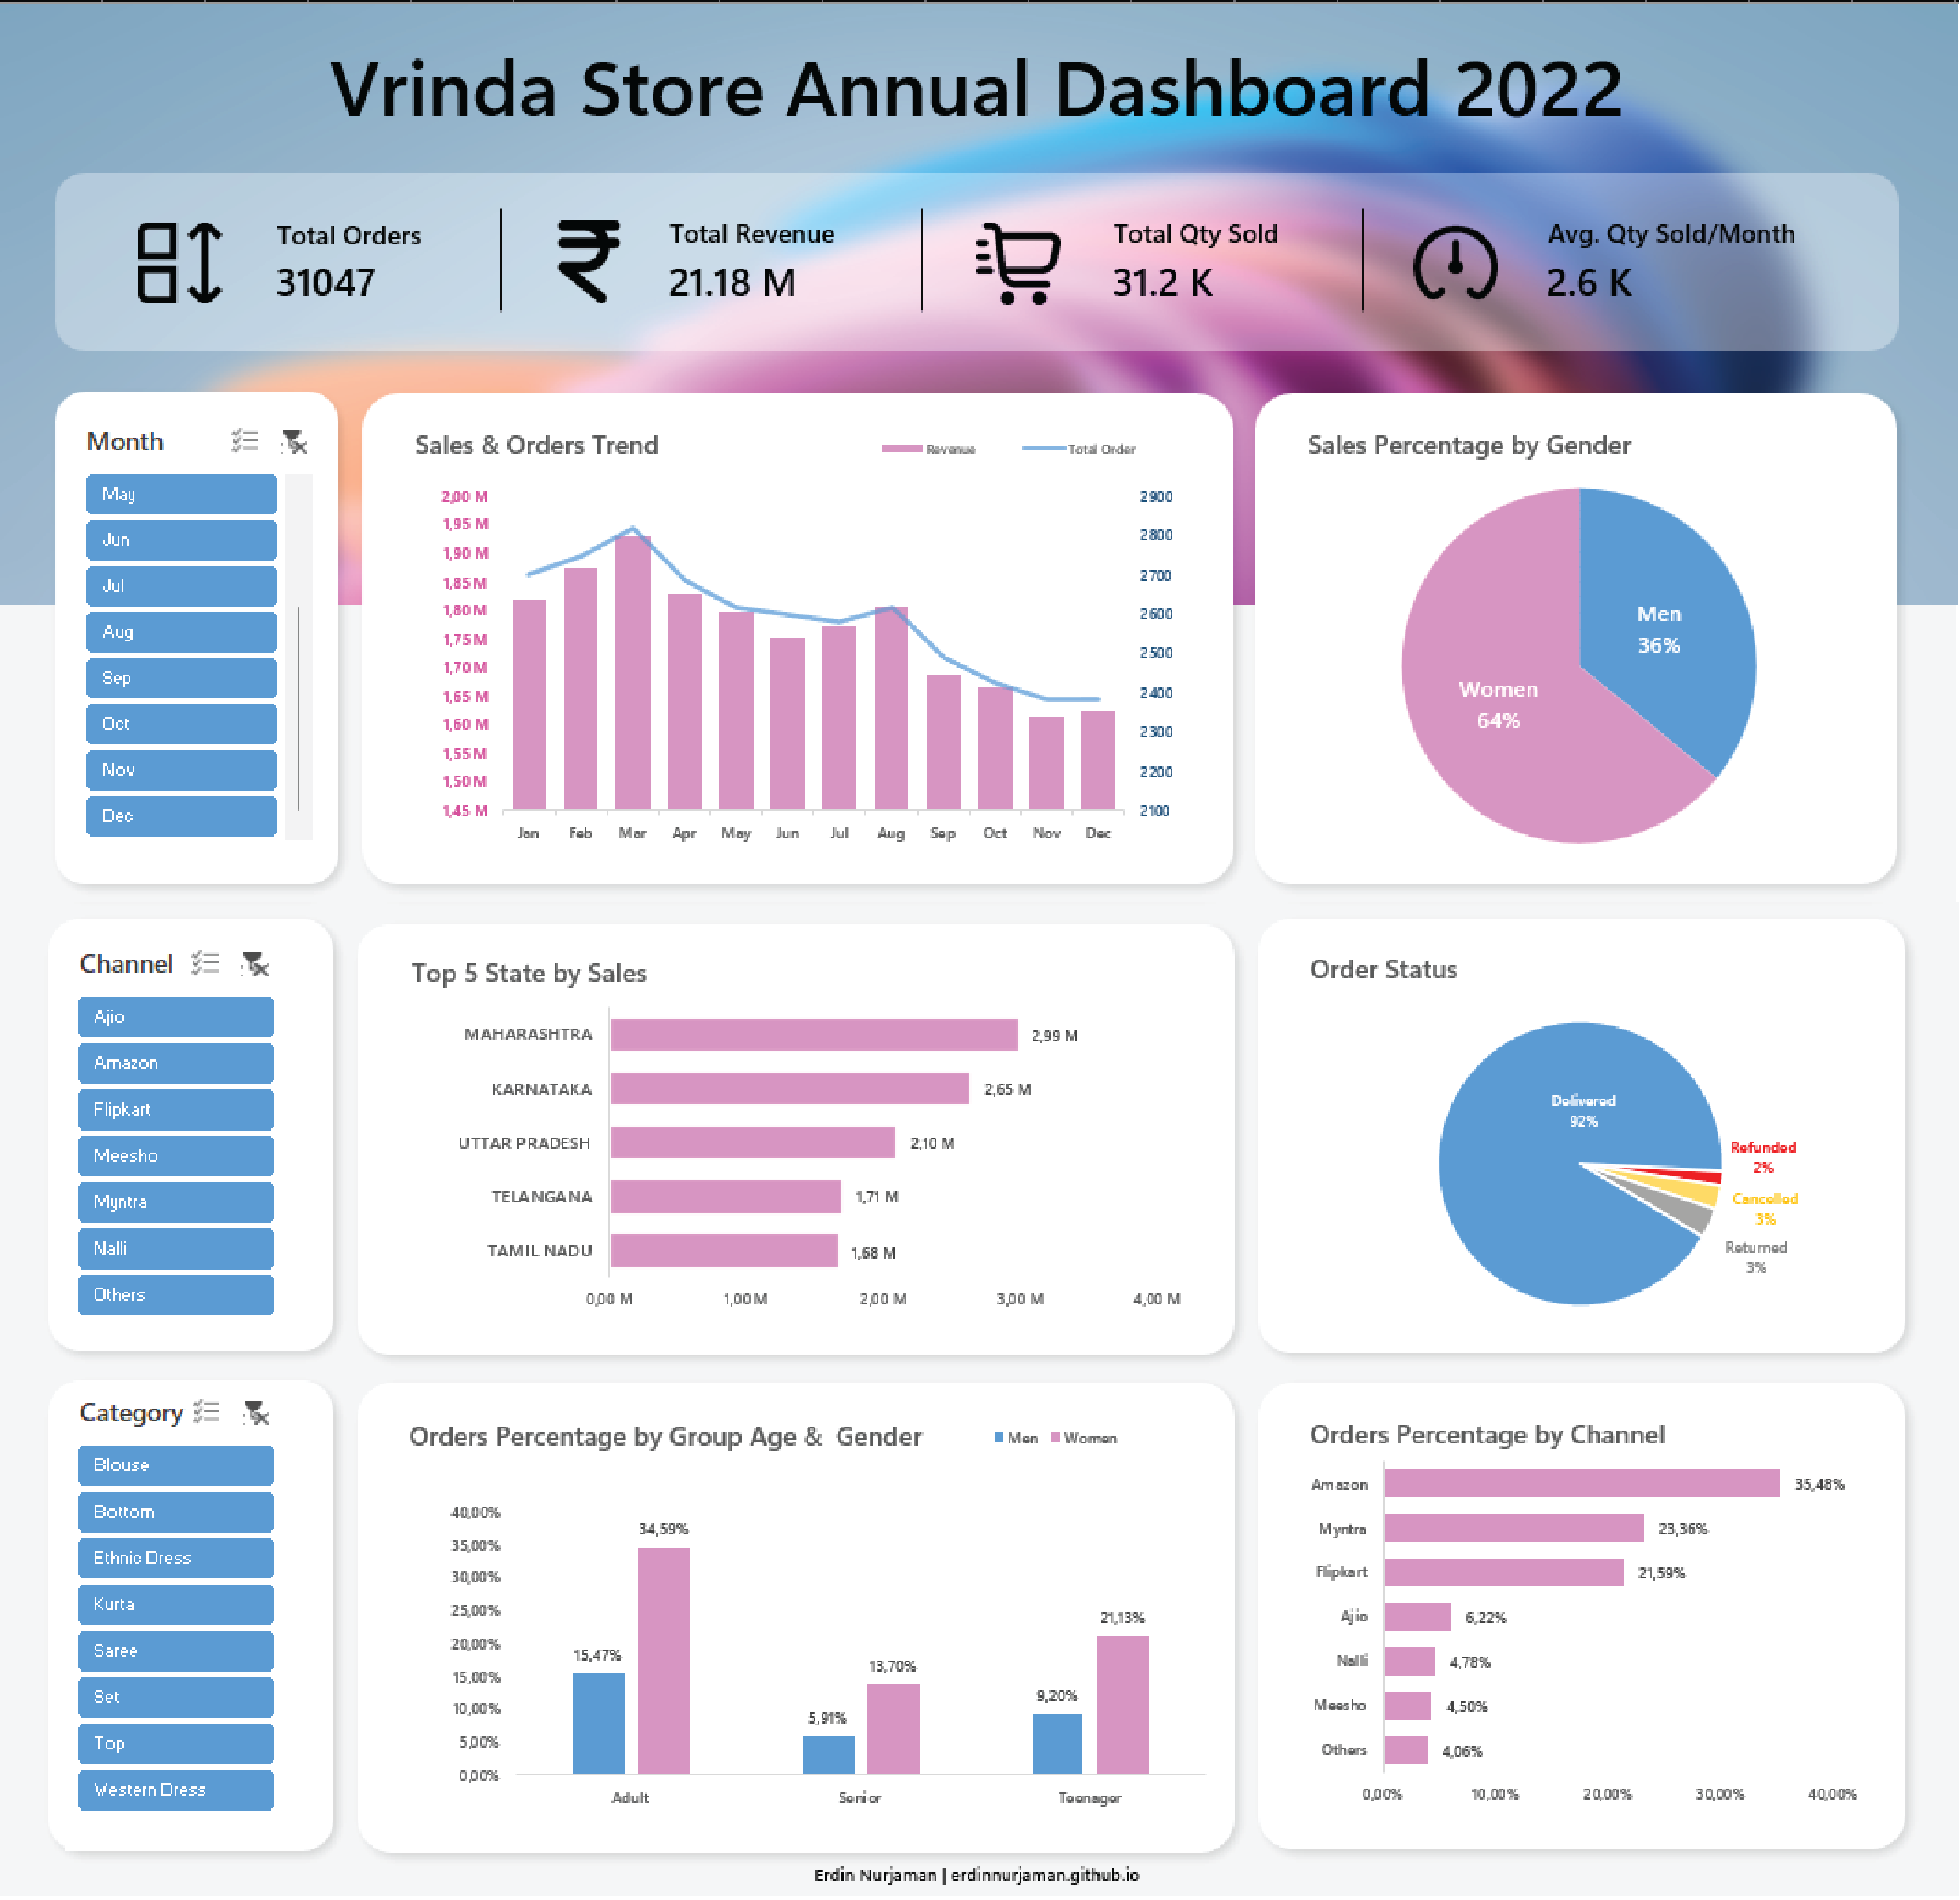 Vrinda Store Annual Dashboard 2022
Total Orders
31047
Total Revenue
21.18 M
Total Qty Sold
31.2 K
Avg. Qty Sold/Month
2.6 K
Month
May
Jun
Jul
Aug
Sep
Oct
Nov
Dec
Sales & Orders Trend
Revenue
Total Order
2,00 M
1,95 M
1,90 M
1,85 M
1,80 M
1,75 M
1,70 M
1,65 M
1,60 M
1,55 M
1,50 M
1,45 M
2900
2800
2700
2600
2500
2400
2300
2200
2100
Jan Feb Mar Apr May Jun Jul Aug Sep Oct Nov Dec
Sales Percentage by Gender
Men
36%
Women
64%
Channel
Ajio
Amazon
Flipkart
Meesho
Myntra
Nalli
Others
Top 5 State by Sales
MAHARASHTRA 2,99 M
KARNATAKA 2,65 M
UTTAR PRADESH 2,10 M
TELANGANA 1,71 M
TAMIL NADU 1,68 M
0,00 M 1,00 M 2,00 M 3,00 M 4,00 M
Order Status
Delivered
92%
Refunded
2%
Cancelled
3%
Returned
3%
Category
Blouse
Bottom
Ethnic Dress
Kurta
Saree
Set
Top
Western Dress
Orders Percentage by Group Age &  Gender
Men
Women
40,00%
35,00%
30,00%
25,00%
20,00%
15,00%
10,00%
5,00%
0,00%
15,47%
34,59%
5,91%
13,70%
9,20%
21,13%
Adult Senior Teenager
Orders Percentage by Channel
Amazon 35,48%
Myntra 23,36%
Flipkart 21,59%
Ajio 6,22%
Nalli 4,78%
Meesho 4,50%
Others 4,06%
0,00% 10,00% 20,00% 30,00% 40,00%
Erdin Nurjaman | erdinnurjaman.github.io